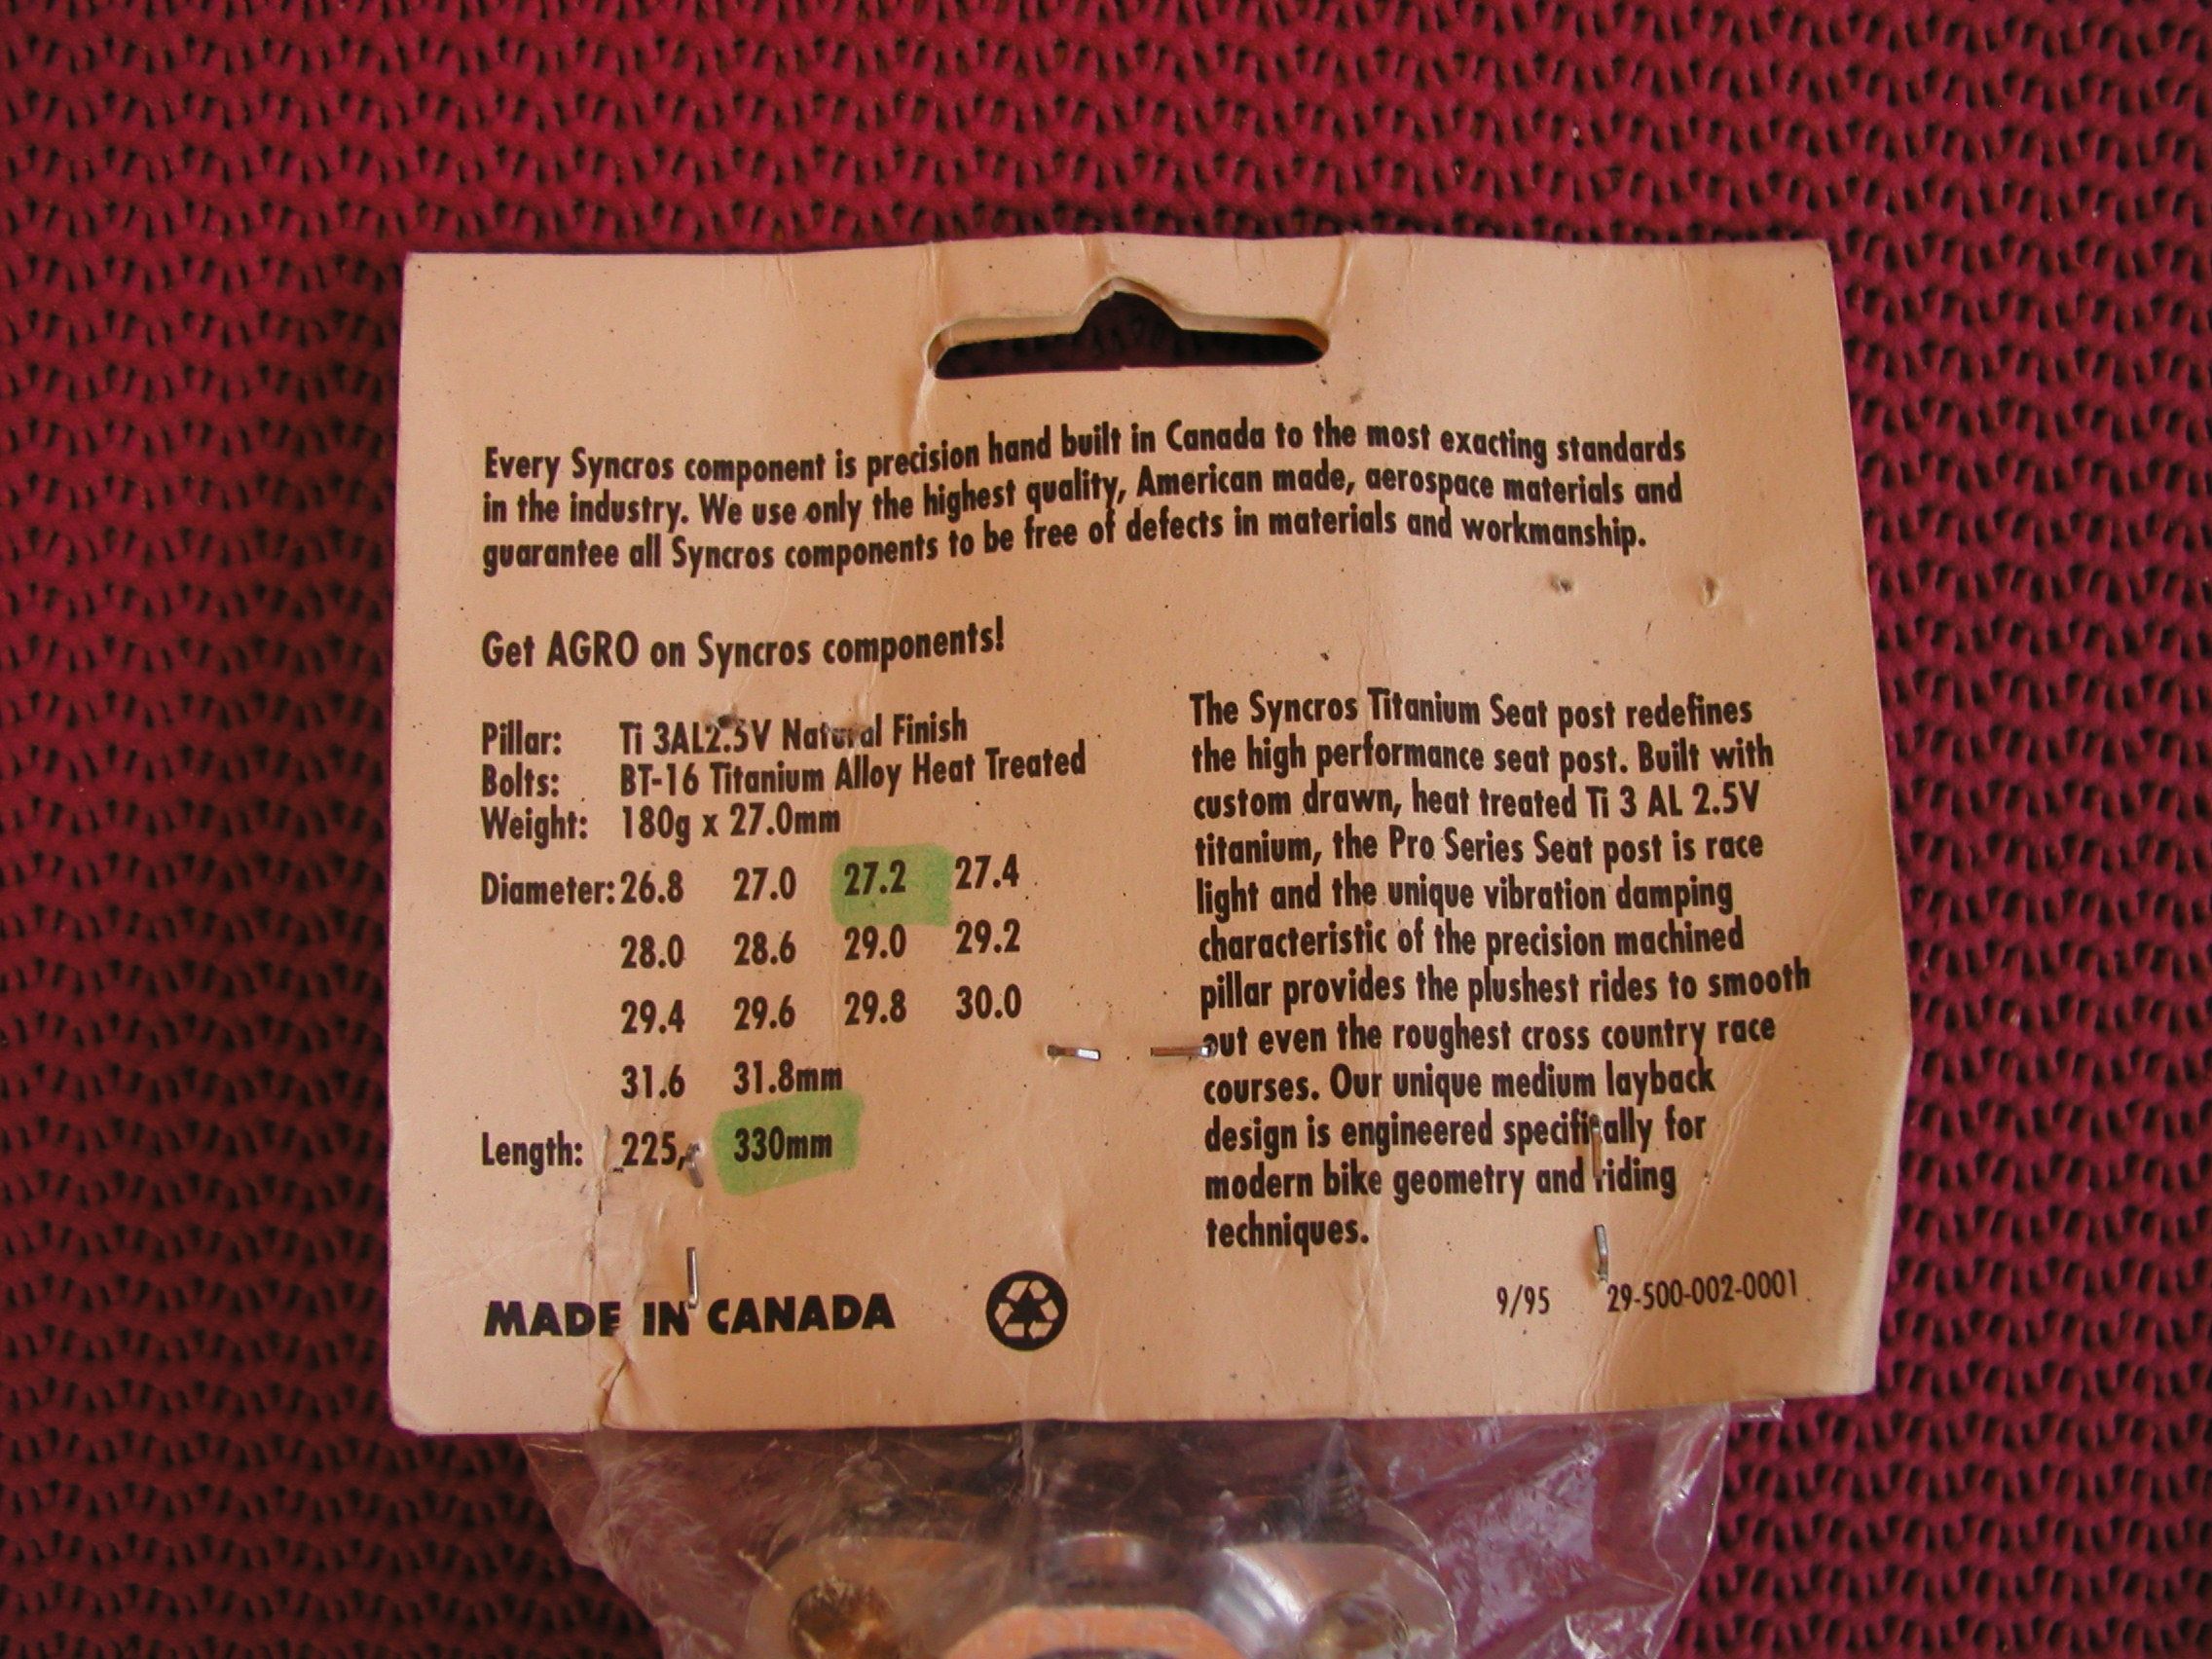 Every Syncros component is precision hand built in Canada to the most exacting standards
in the industry. We use only the highest quality, American made, aerospace materials and
guarantee all Syncros components to be free of defects in materials and workmanship.
Get AGRO on Syncros components!
Pillar: Ti 3AL2.5V Natural Finish
Bolts: BT-16 Titanium Alloy Heat Treated
Weight: 180g x 27.0mm
Diameter: 26.8 27.0 27.2 27.4
28.0 28.6 29.0 29.2
29.4 29.6 29.8 30.0
31.6 31.8mm
Length: 225, 330mm
The Syncros Titanium Seat post redefines
the high performance seat post. Built with
custom drawn, heat treated Ti 3 AL 2.5V
titanium, the Pro Series Seat post is race
light and the unique vibration damping
characteristic of the precision machined
pillar provides the plushest rides to smooth
out even the roughest cross country race
courses. Our unique medium layback
design is engineered specifically for
modern bike geometry and riding
techniques.
MADE IN CANADA
9/95 29-500-002-0001